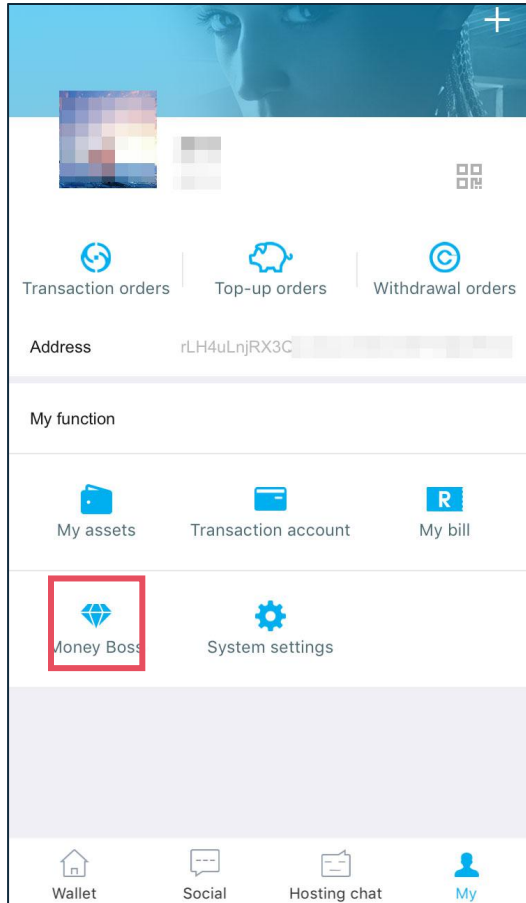 Transaction orders
Top-up orders
Withdrawal orders
Address rLH4uLnjRX3C
My function
My assets
Transaction account
R
My bill
Money Boss
System settings
Wallet
Social
Hosting chat
My